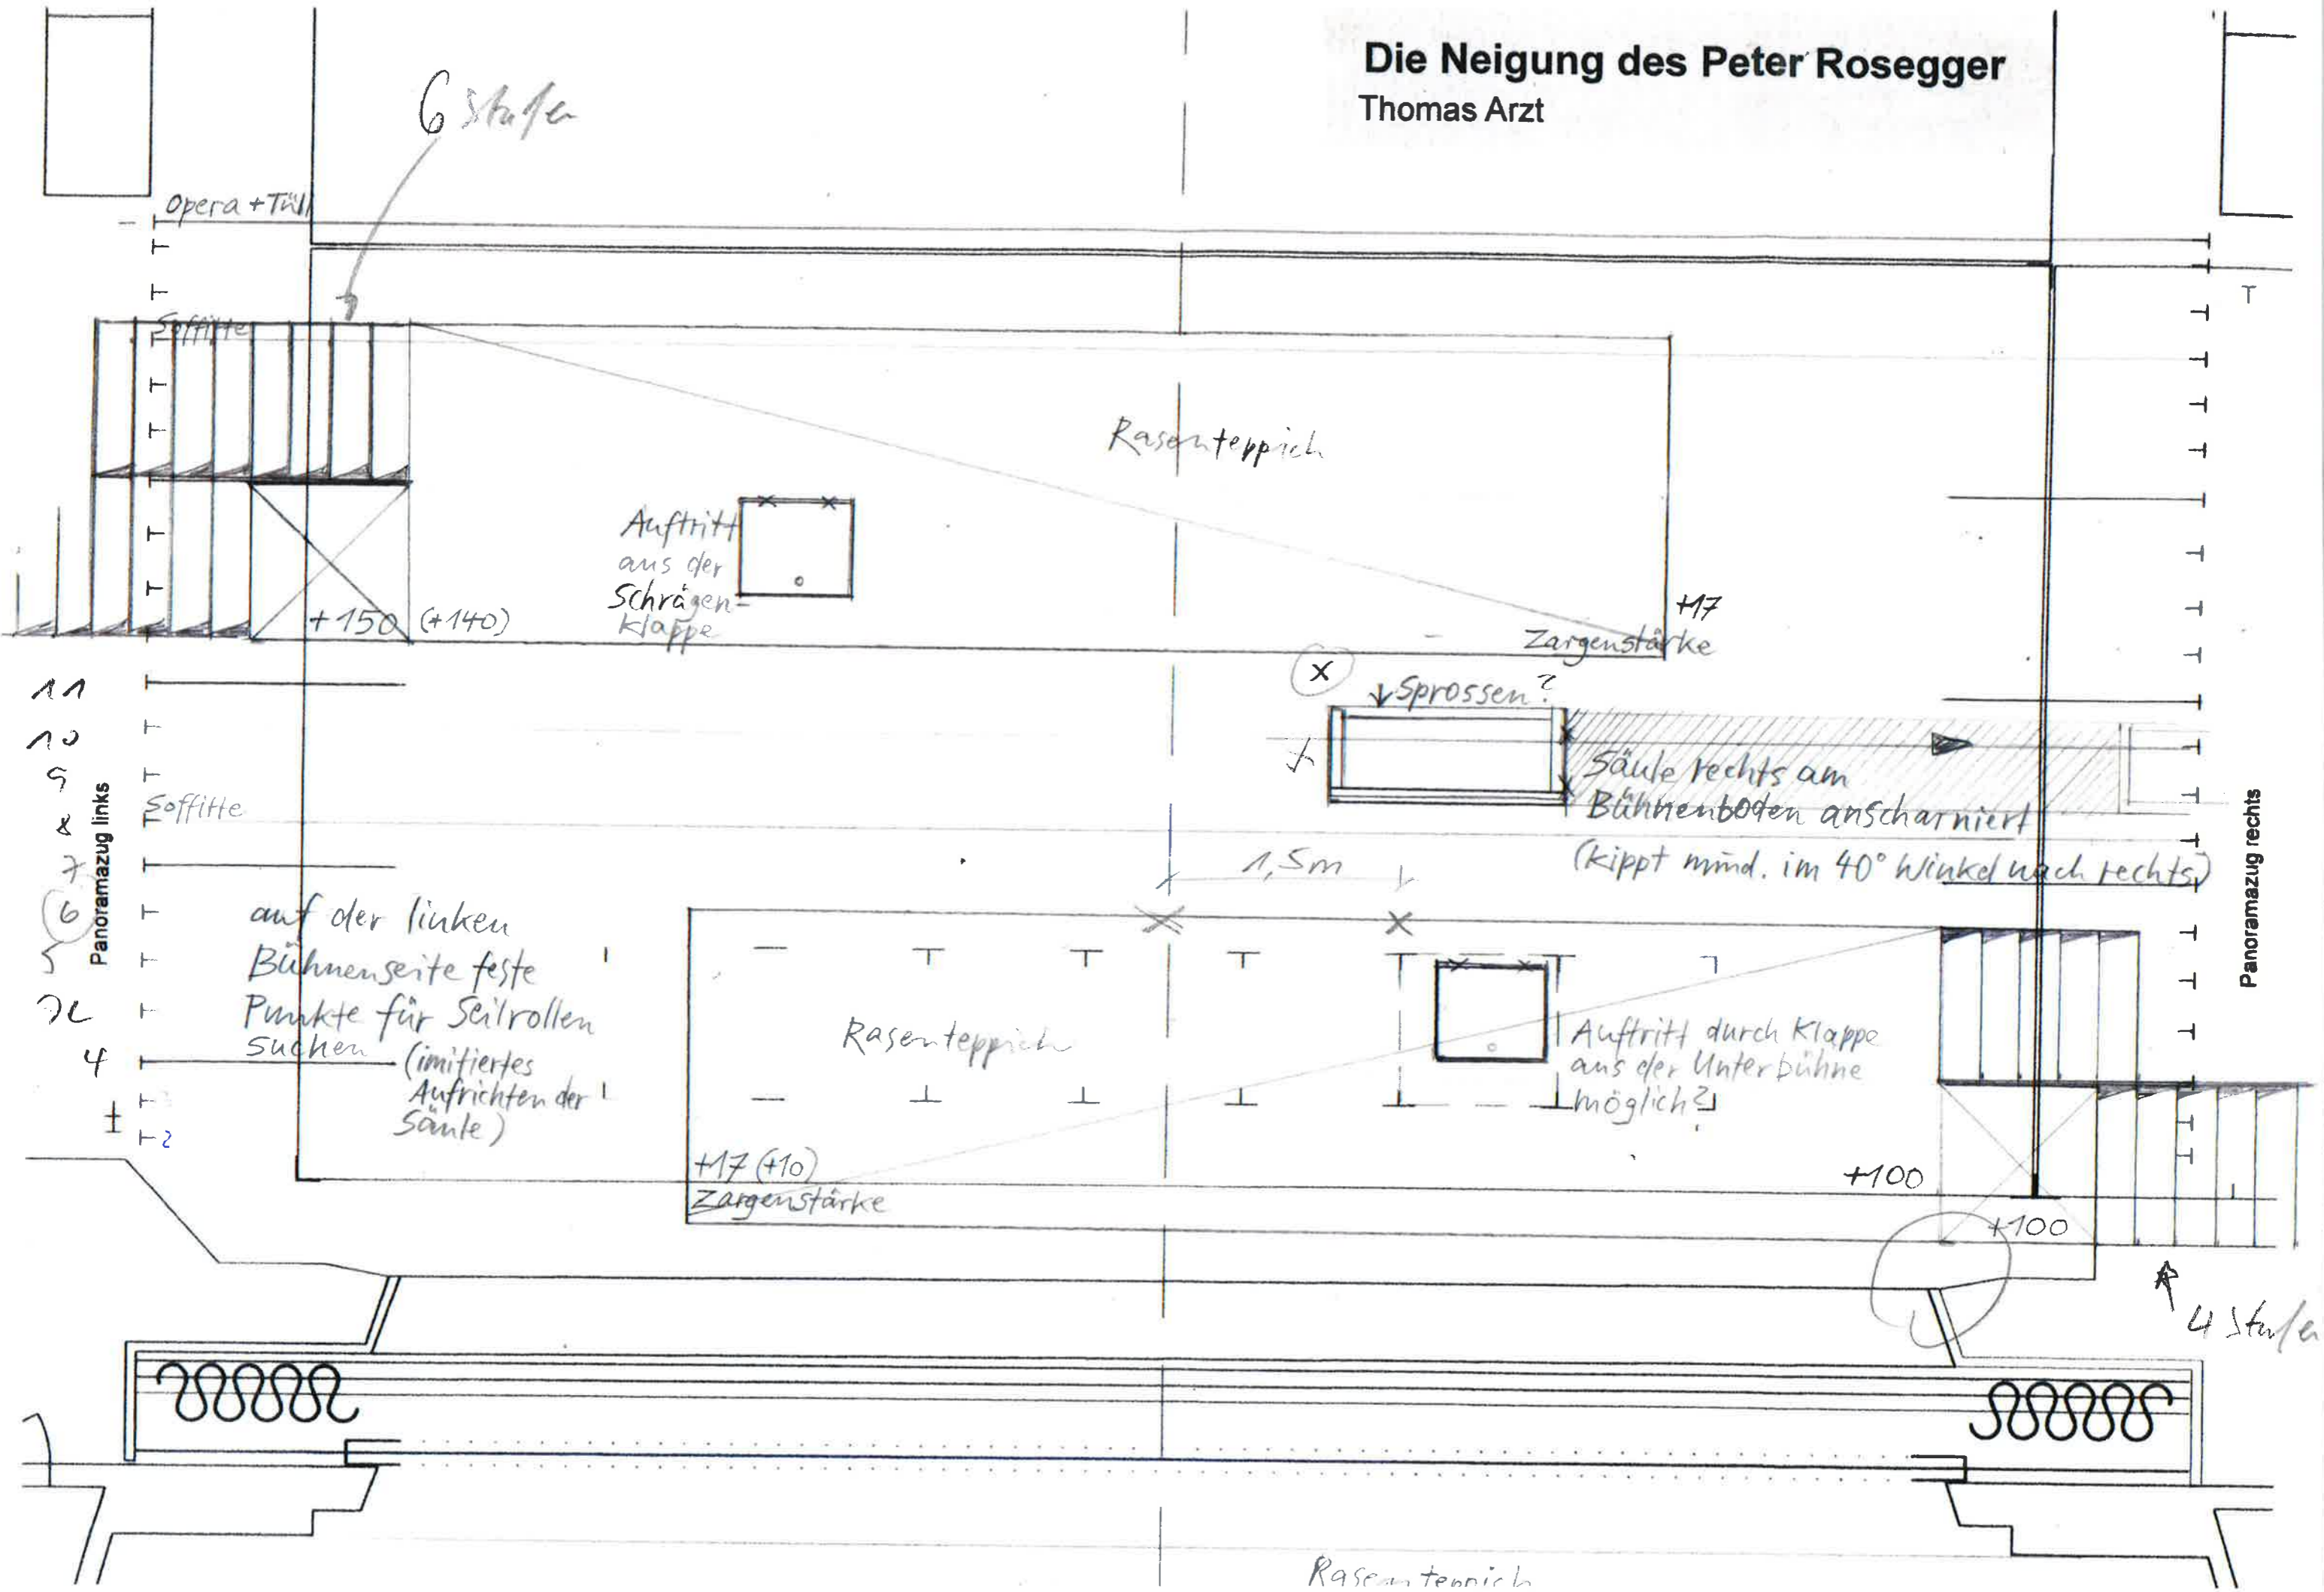 Die Neigung des Peter Rosegger
Thomas Arzt
6 Stufen
Opera + Tüll
Soffitte
Rasenteppich
Auftritt
aus der
Schrägen-
klappe
+150 (+140)
+17
Zargenstärke
x
Sprossen?
11
10
9
8
7
6
5
4
Panoramazug links
Soffitte
Säule rechts am
Bühnenboden anscharniert
(kippt mind. im 40° Winkel nach rechts)
Panoramazug rechts
1,5m
auf der linken
Bühnenseite feste
Punkte für Seilrollen
suchen (imitiertes
Aufrichten der
Säule)
Rasenteppich
Auftritt durch Klappe
aus der Unterbühne
möglich?
+17 (+10)
Zargenstärke
+100
+100
4 Stufen
Rasenteppich